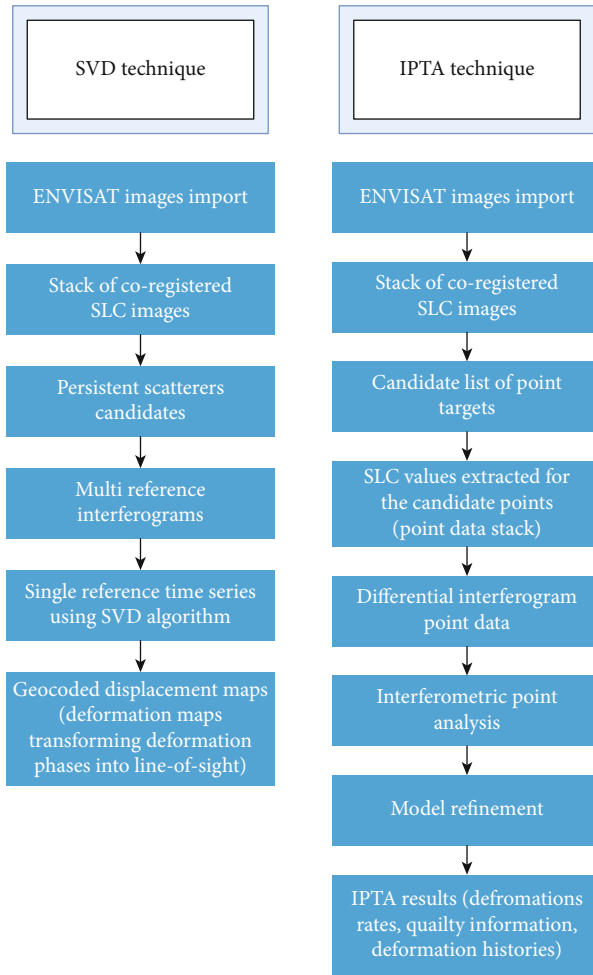 SVD technique
ENVISAT images import
Stack of co-registered
SLC images
Persistent scatterers
candidates
Multi reference
interferograms
Single reference time series
using SVD algorithm
Geocoded displacement maps
(deformation maps
transforming deformation
phases into line-of-sight)
IPTA technique
ENVISAT images import
Stack of co-registered
SLC images
Candidate list of point
targets
SLC values extracted for
the candidate points
(point data stack)
Differential interferogram
point data
Interferometric point
analysis
Model refinement
IPTA results (defromations
rates, quailty information,
deformation histories)